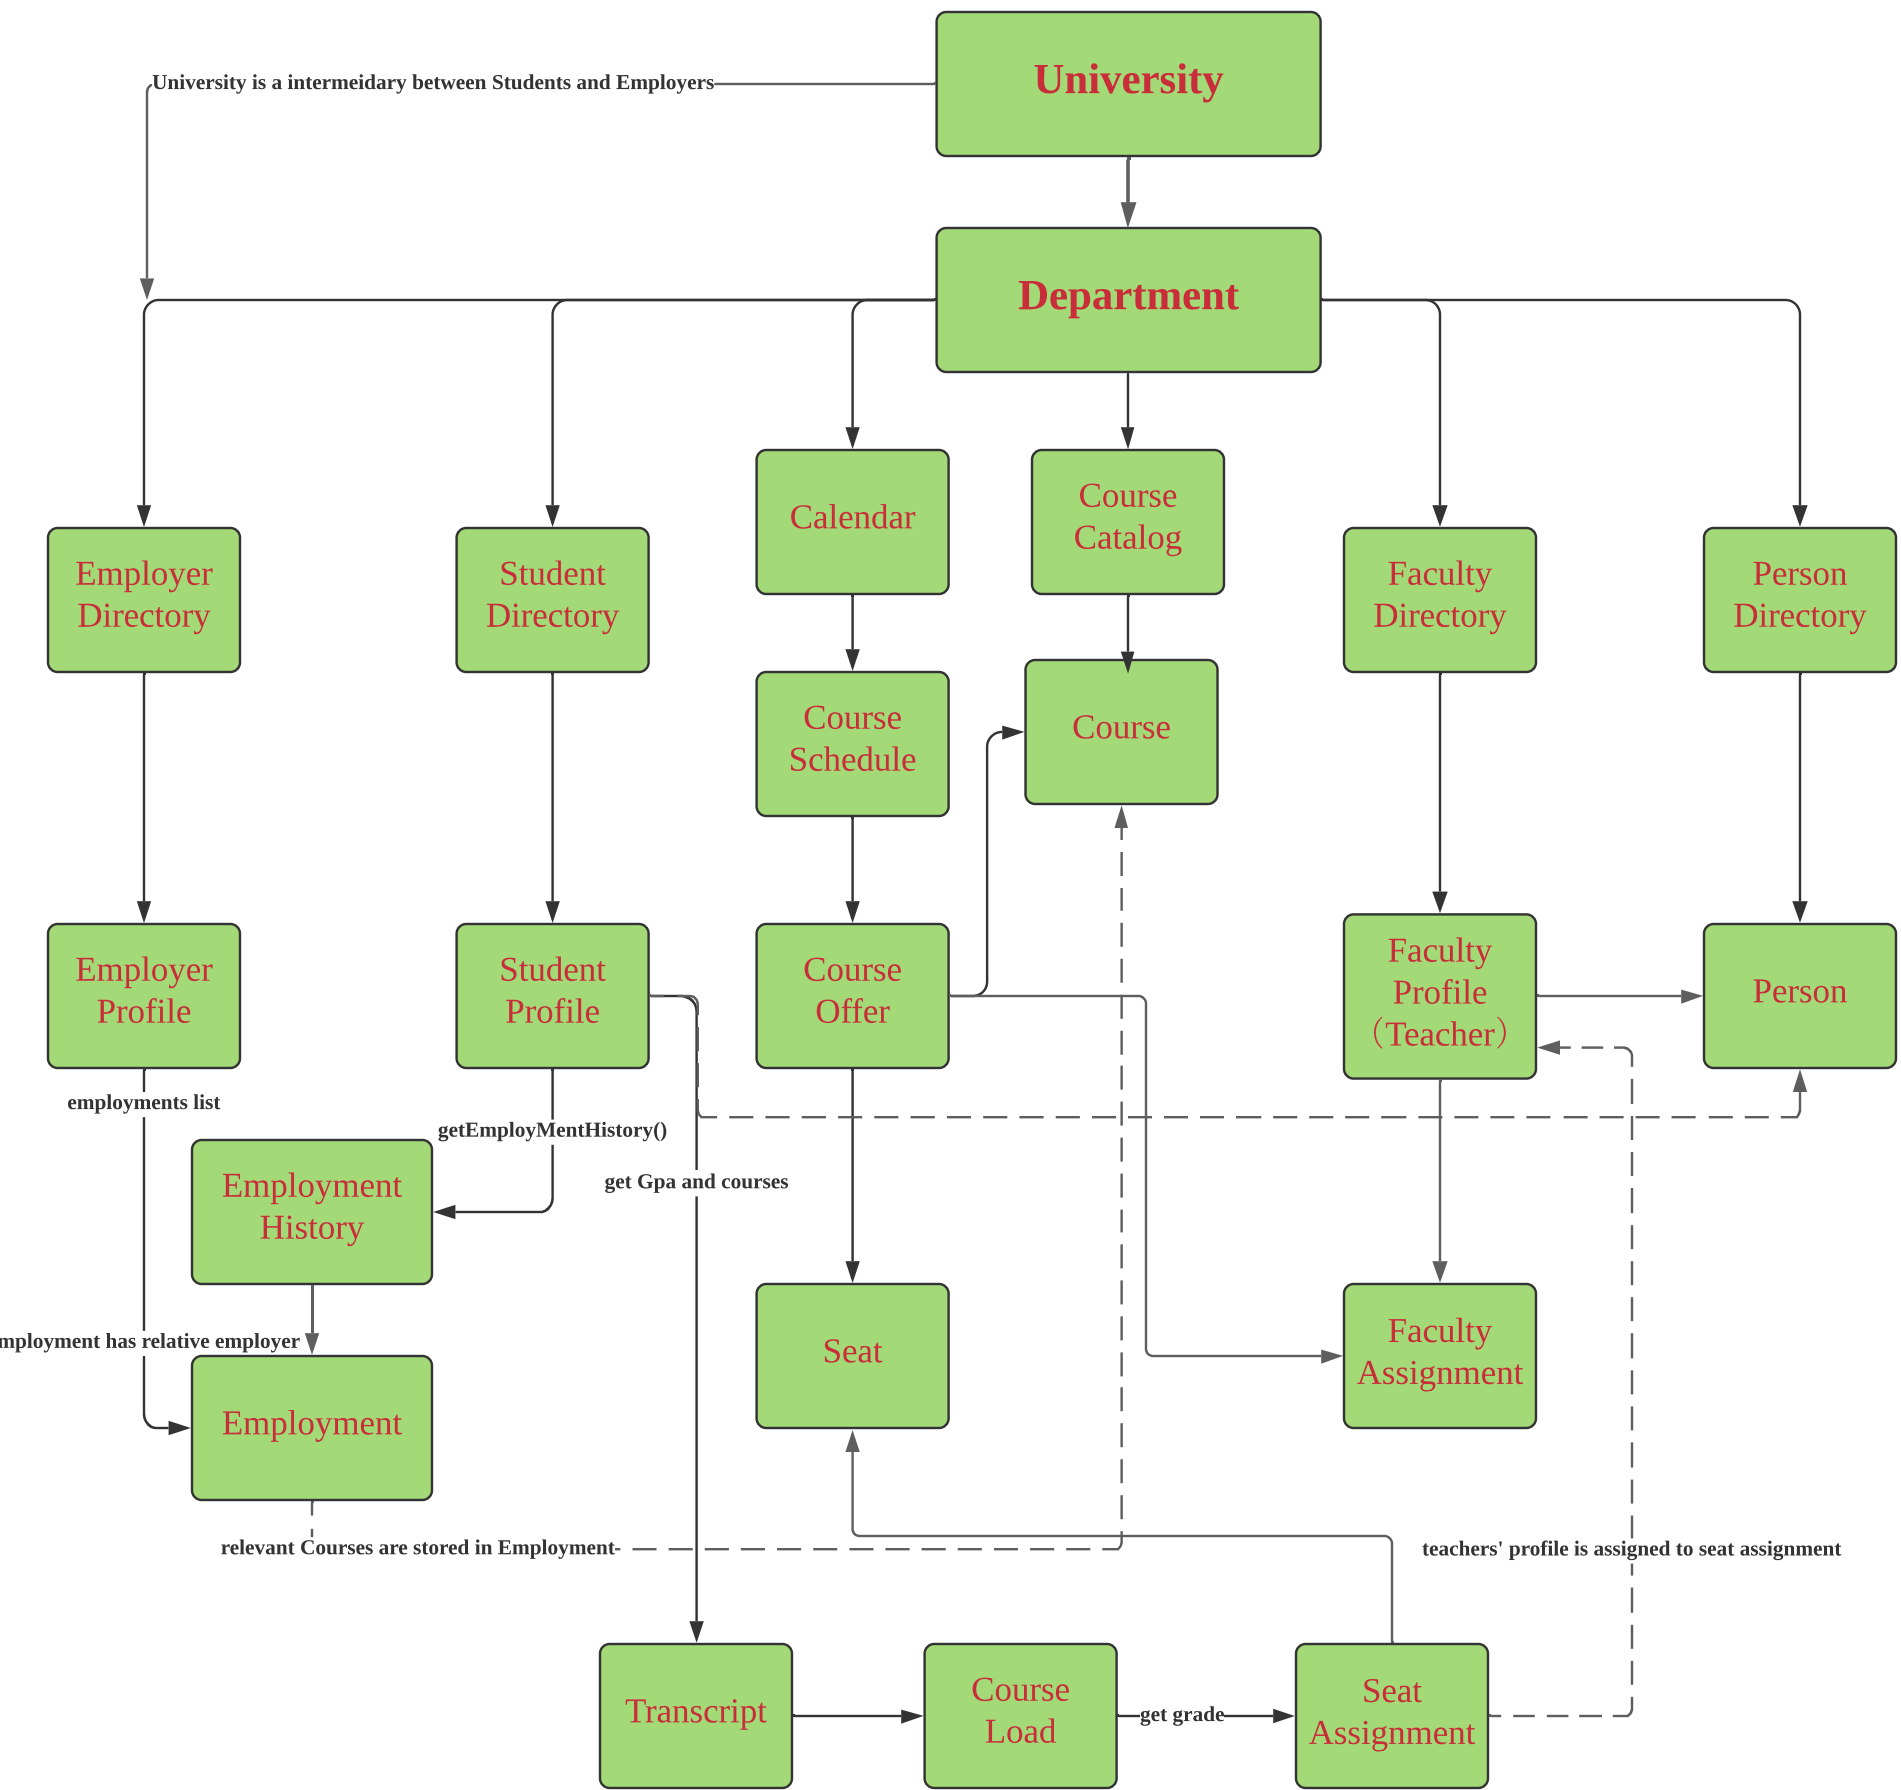 University
University is a intermeidary between Students and Employers
Department
Calendar
Course
Catalog
Employer
Directory
Student
Directory
Faculty
Directory
Person
Directory
Course
Schedule
Course
Employer
Profile
Student
Profile
Course
Offer
Faculty
Profile
（Teacher）
Person
employments list
getEmployMentHistory()
get Gpa and courses
Employment
History
mployment has relative employer
Seat
Faculty
Assignment
Employment
relevant Courses are stored in Employment
teachers' profile is assigned to seat assignment
Transcript
Course
Load
get grade
Seat
Assignment